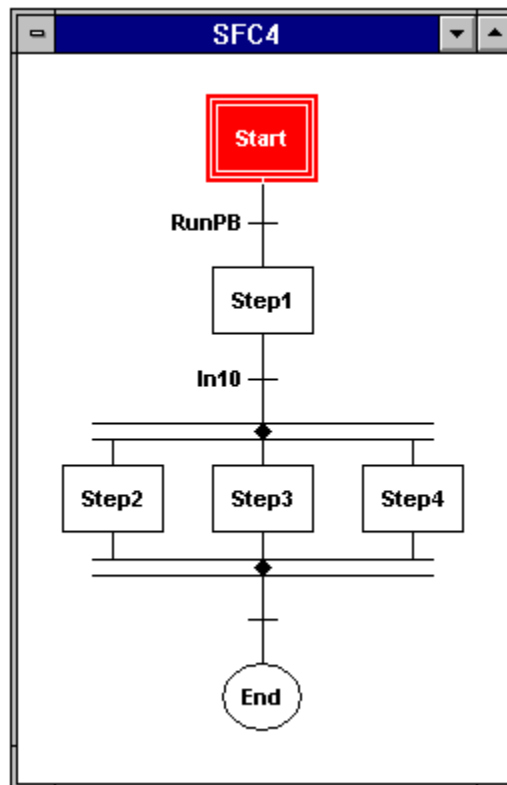 SFC4
Start
RunPB
Step1
In10
Step2 Step3 Step4
End